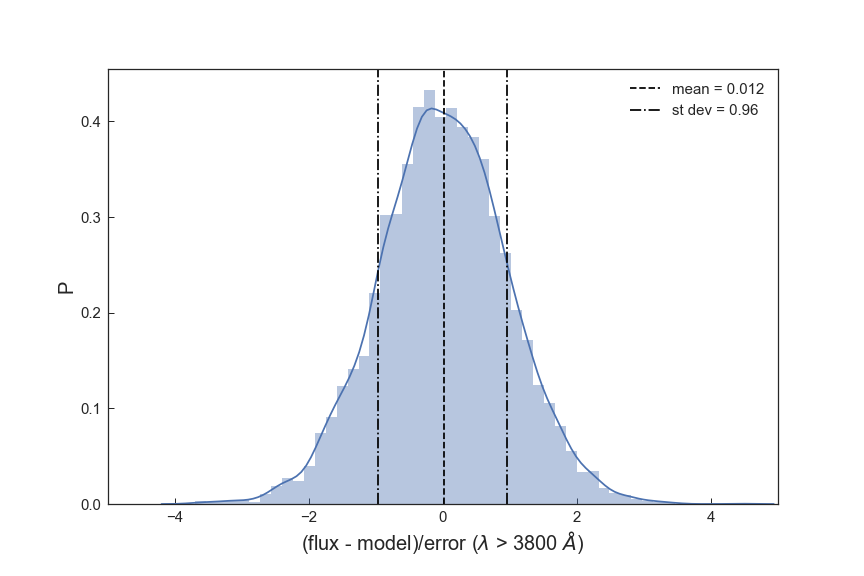 mean = 0.012
st dev = 0.96
P
0.4
0.3
0.2
0.1
0.0
−4 −2 0 2 4
(flux - model)/error (λ > 3800 Å)